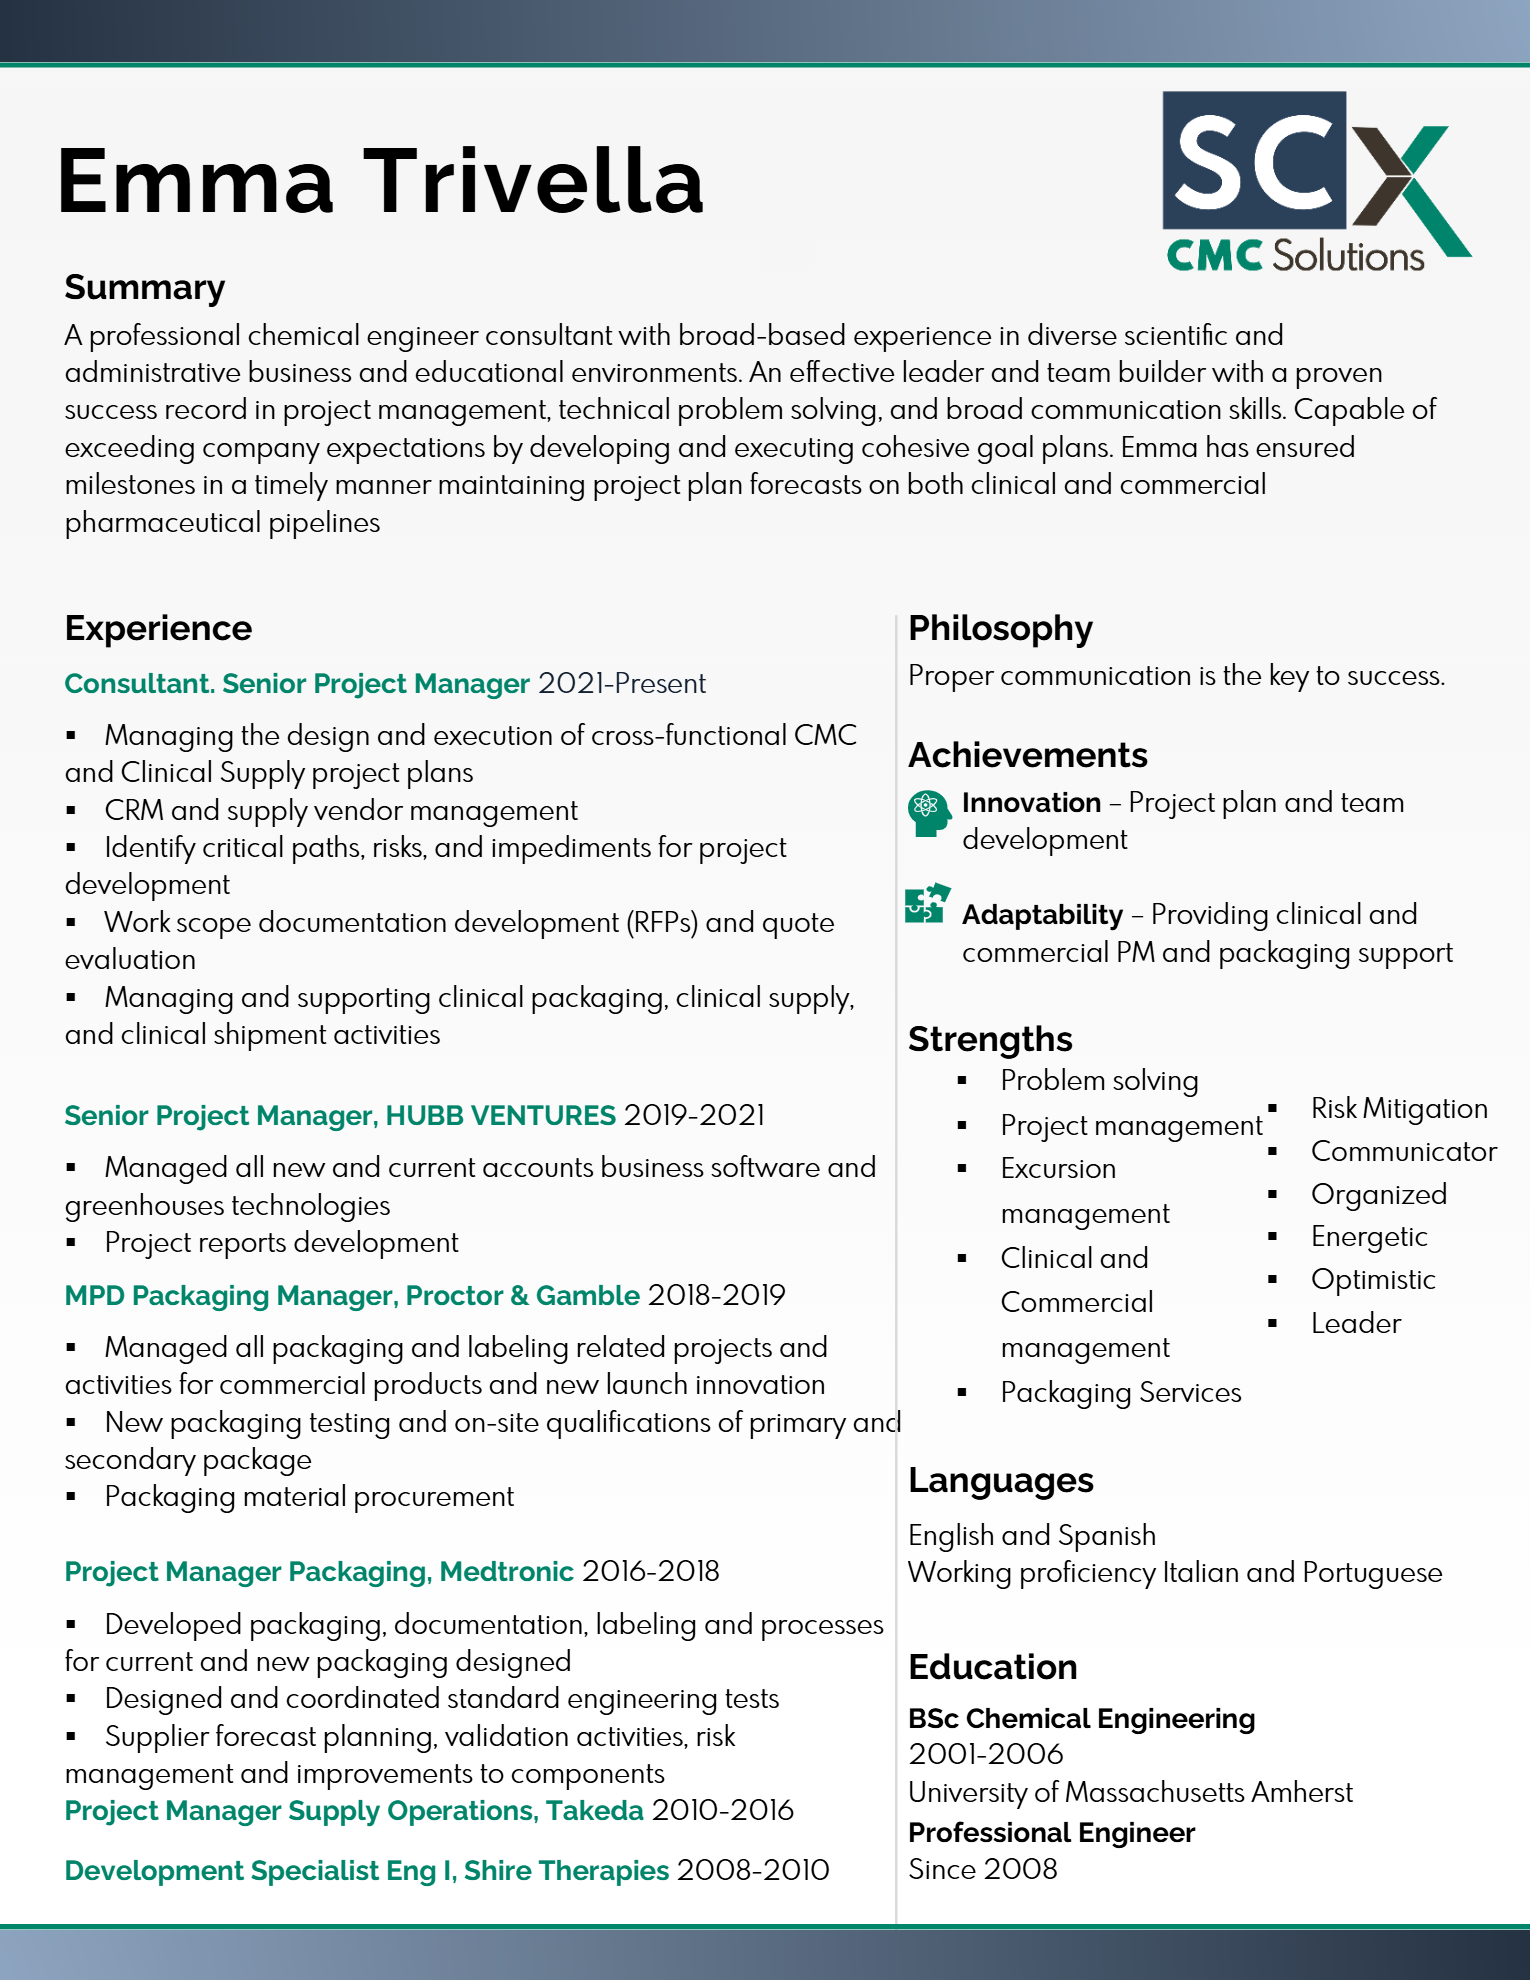 Emma Trivella
SCX
CMC Solutions
Summary
A professional chemical engineer consultant with broad-based experience in diverse scientific and
administrative business and educational environments. An effective leader and team builder with a proven
success record in project management, technical problem solving, and broad communication skills. Capable of
exceeding company expectations by developing and executing cohesive goal plans. Emma has ensured
milestones in a timely manner maintaining project plan forecasts on both clinical and commercial
pharmaceutical pipelines
Experience
Consultant. Senior Project Manager 2021-Present
▪ Managing the design and execution of cross-functional CMC
and Clinical Supply project plans
▪ CRM and supply vendor management
▪ Identify critical paths, risks, and impediments for project
development
▪ Work scope documentation development (RFPs) and quote
evaluation
▪ Managing and supporting clinical packaging, clinical supply,
and clinical shipment activities
Senior Project Manager, HUBB VENTURES 2019-2021
▪ Managed all new and current accounts business software and
greenhouses technologies
▪ Project reports development
MPD Packaging Manager, Proctor & Gamble 2018-2019
▪ Managed all packaging and labeling related projects and
activities for commercial products and new launch innovation
▪ New packaging testing and on-site qualifications of primary and
secondary package
▪ Packaging material procurement
Project Manager Packaging, Medtronic 2016-2018
▪ Developed packaging, documentation, labeling and processes
for current and new packaging designed
▪ Designed and coordinated standard engineering tests
▪ Supplier forecast planning, validation activities, risk
management and improvements to components
Project Manager Supply Operations, Takeda 2010-2016
Development Specialist Eng I, Shire Therapies 2008-2010
Philosophy
Proper communication is the key to success.
Achievements
Innovation – Project plan and team
development
Adaptability – Providing clinical and
commercial PM and packaging support
Strengths
▪ Problem solving
▪ Project management
▪ Excursion
management
▪ Clinical and
Commercial
management
▪ Packaging Services
▪ Risk Mitigation
▪ Communicator
▪ Organized
▪ Energetic
▪ Optimistic
▪ Leader
Languages
English and Spanish
Working proficiency Italian and Portuguese
Education
BSc Chemical Engineering
2001-2006
University of Massachusetts Amherst
Professional Engineer
Since 2008